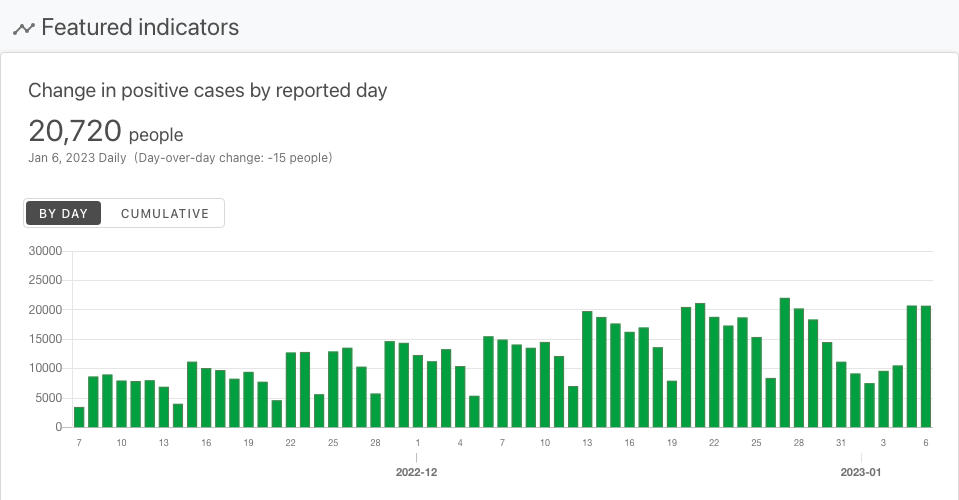 Featured indicators
Change in positive cases by reported day
20,720 people
Jan 6, 2023 Daily (Day-over-day change: -15 people)
BY DAY CUMULATIVE
30000
25000
20000
15000
10000
5000
0
7 10 13 16 19 22 25 28 1 4 7 10 13 16 19 22 25 28 31 3 6
2022-12 2023-01